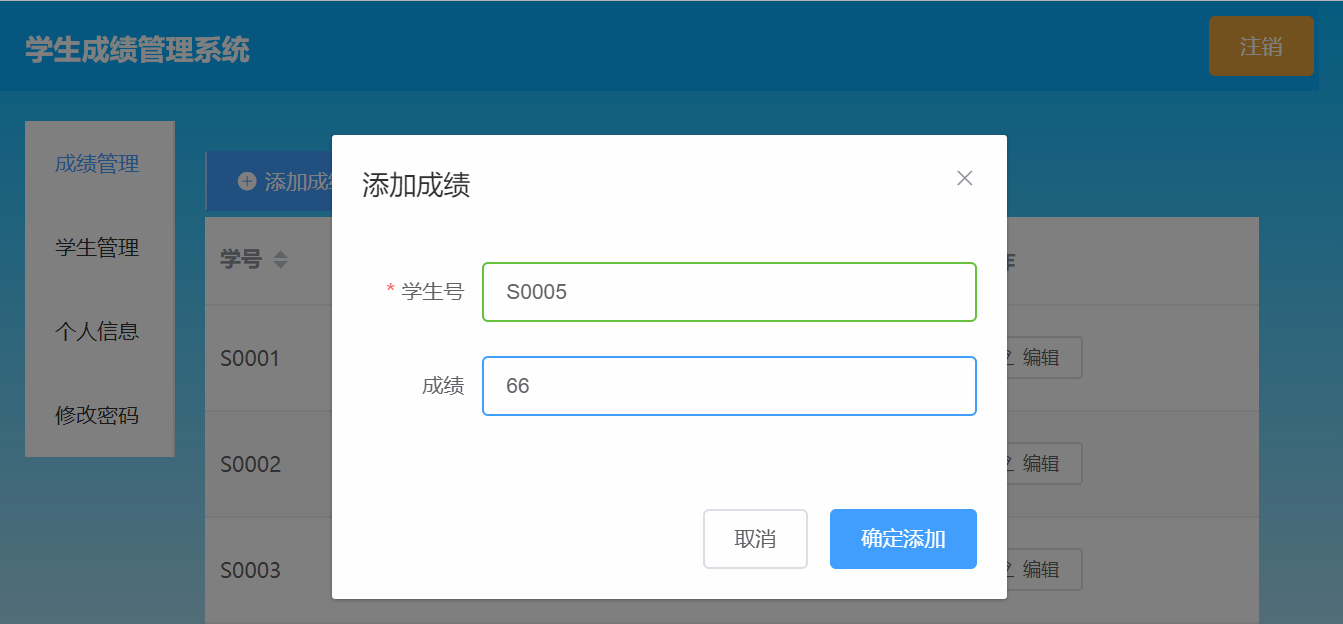 学生成绩管理系统
注销
成绩管理
学生管理
个人信息
修改密码
添加成
学号
S0001
编辑
S0002
编辑
S0003
编辑
添加成绩
* 学生号
S0005
成绩
66
取消
确定添加